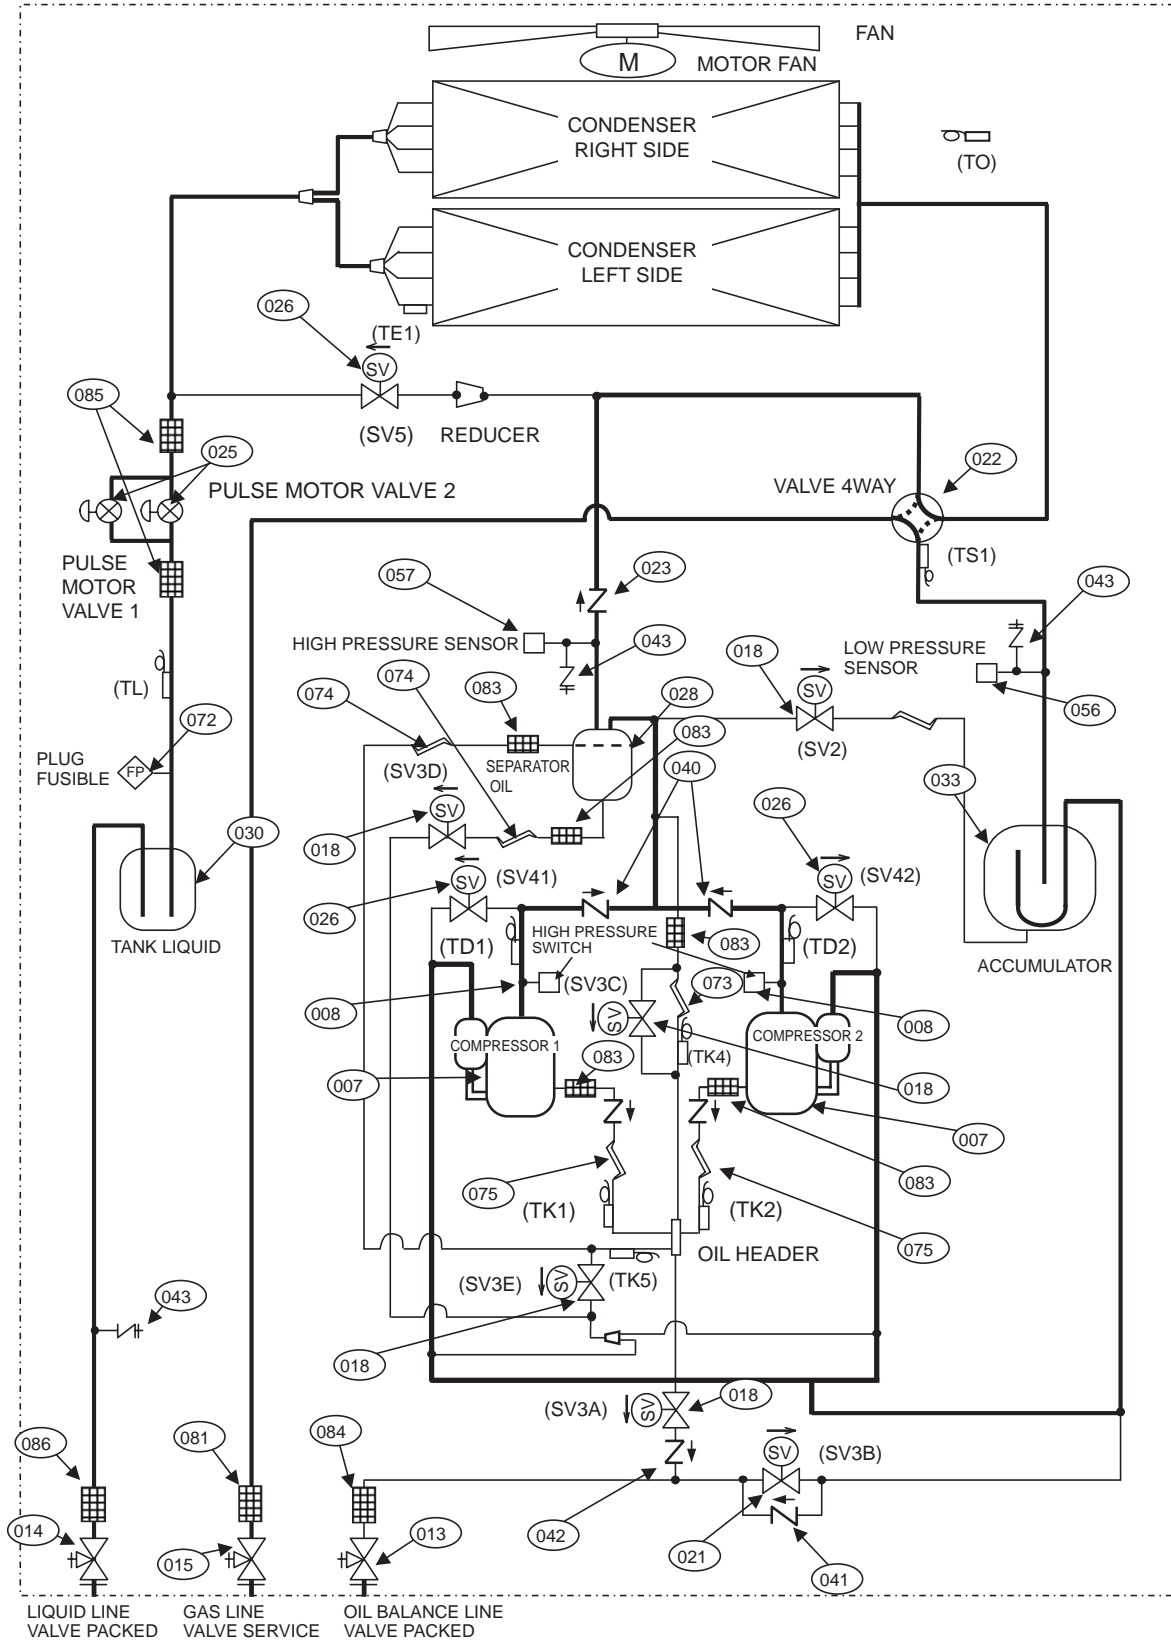 FAN
M
MOTOR FAN
CONDENSER
RIGHT SIDE
(TO)
CONDENSER
LEFT SIDE
026
(TE1)
SV
085
(SV5)
REDUCER
025
022
PULSE MOTOR VALVE 2
VALVE 4WAY
PULSE
MOTOR
VALVE 1
(TS1)
057
023
043
HIGH PRESSURE SENSOR
043
018
LOW PRESSURE
SENSOR
074
SV
(TL)
074
083
028
056
072
083
PLUG
FUSIBLE
FP
(SV3D)
SEPARATOR
OIL
(SV2)
040
033
SV
026
030
018
SV
(SV41)
SV
(SV42)
026
TANK LIQUID
(TD1)
HIGH PRESSURE
SWITCH
083
(TD2)
ACCUMULATOR
(SV3C)
073
008
SV
008
COMPRESSOR 1
COMPRESSOR 2
083
(TK4)
007
018
007
083
075
(TK1)
(TK2)
075
OIL HEADER
(SV3E)
SV
(TK5)
043
018
018
(SV3A)
SV
086
081
084
SV
(SV3B)
014
015
013
042
021
041
LIQUID LINE
VALVE PACKED
GAS LINE
VALVE SERVICE
OIL BALANCE LINE
VALVE PACKED